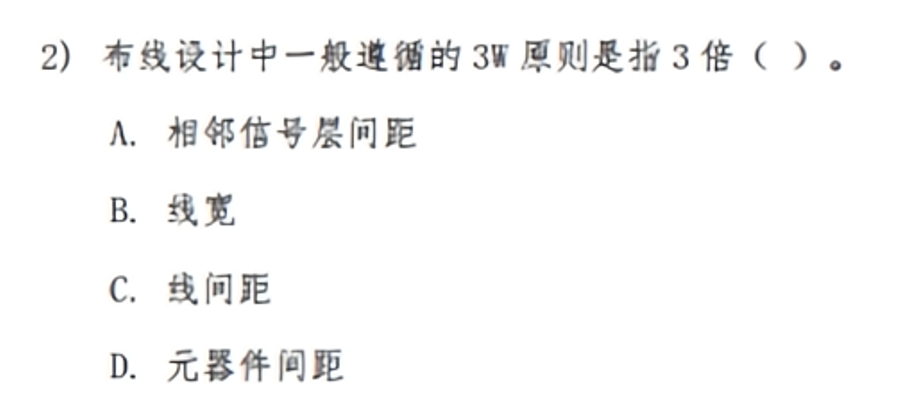 2) 布线设计中一般遵循的 3W 原则是指 3 倍（ ）。
A. 相邻信号层间距
B. 线宽
C. 线间距
D. 元器件间距